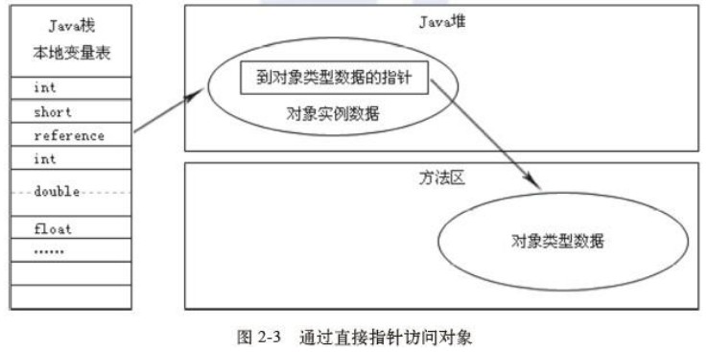 Java栈
本地变量表
int
short
reference
int
double
float
......
Java堆
到对象类型数据的指针
对象实例数据
方法区
对象类型数据
图 2-3 通过直接指针访问对象